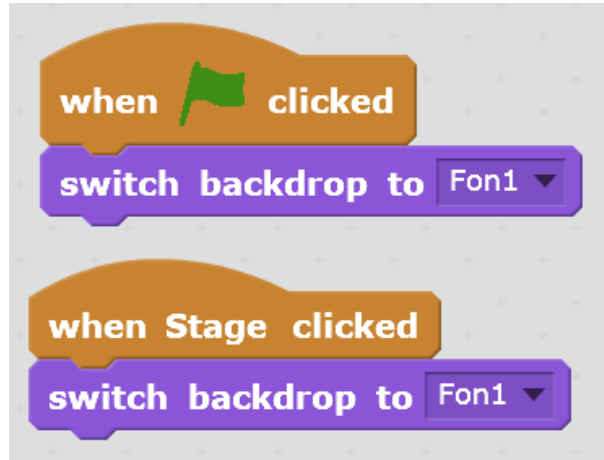 when clicked
switch backdrop to Fon1
when Stage clicked
switch backdrop to Fon1